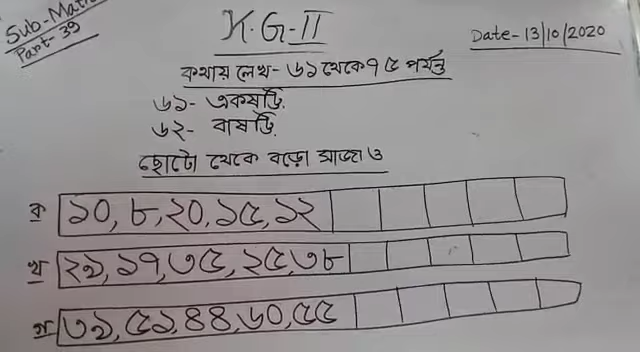 Sub-Math
Part-39
K.G-II
Date-13/10/2020
কথায় লেখ-৬১ থেকে ৭৫ পর্যন্ত
৬১- একষট্টি
৬২- বাষট্টি
ছোটো থেকে বড়ো সাজাও
ক ১০, ৮, ২০, ১৫, ১২
খ ২৯, ১৭, ৩৫, ২৫, ৩৮
গ ৩৯, ৫১, ৪৪, ৬০, ৫৫